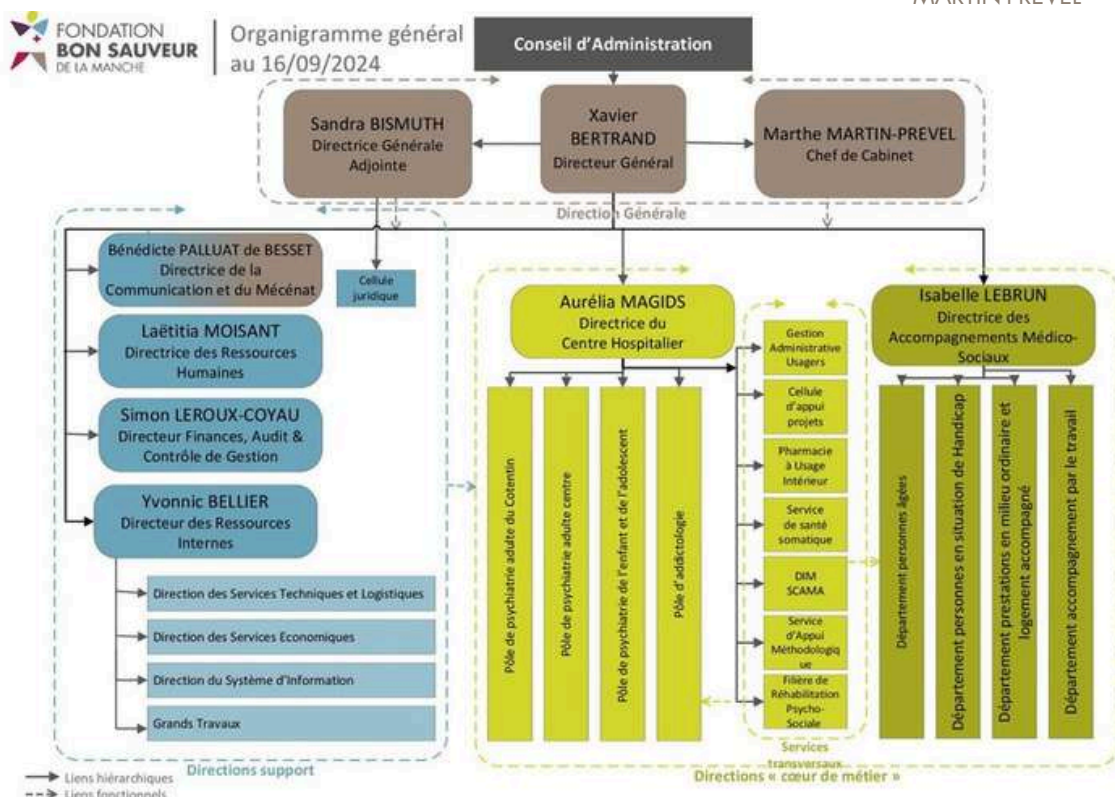 MARTIN PREVEL
FONDATION
BON SAUVEUR
DE LA MANCHE
Organigramme général
au 16/09/2024
Conseil d'Administration
Sandra BISMUTH
Directrice Générale
Adjointe
Xavier
BERTRAND
Directeur Général
Marthe MARTIN-PREVEL
Chef de Cabinet
Direction Générale
Bénédicte PALLUAT de BESSET
Directrice de la
Communication et du Mécénat
Cellule
juridique
Laëtitia MOISANT
Directrice des Ressources
Humaines
Simon LEROUX-COYAU
Directeur Finances, Audit &
Contrôle de Gestion
Yvonnic BELLIER
Directeur des Ressources
Internes
Direction des Services Techniques et Logistiques
Direction des Services Economiques
Direction du Système d'Information
Grands Travaux
Directions support
Aurélia MAGIDS
Directrice du
Centre Hospitalier
Pôle de psychiatrie adulte du Cotentin
Pôle de psychiatrie adulte centre
Pôle de psychiatrie de l'enfant et de l'adolescent
Pôle d'addictologie
Gestion
Administrative
Usagers
Cellule
d'appui
projets
Pharmacie
à Usage
Intérieur
Service
de santé
somatique
DIM
SCAMA
Service
d'Appui
Méthodologiq
ue
Filière de
Réhabilitation
Psycho-
Sociale
Services
transversaux
Isabelle LEBRUN
Directrice des
Accompagnements Médico-
Sociaux
Département personnes âgées
Département personnes en situation de Handicap
Département prestations en milieu ordinaire et
logement accompagné
Département accompagnement par le travail
Directions « cœur de métier »
Liens hiérarchiques
Liens fonctionnels